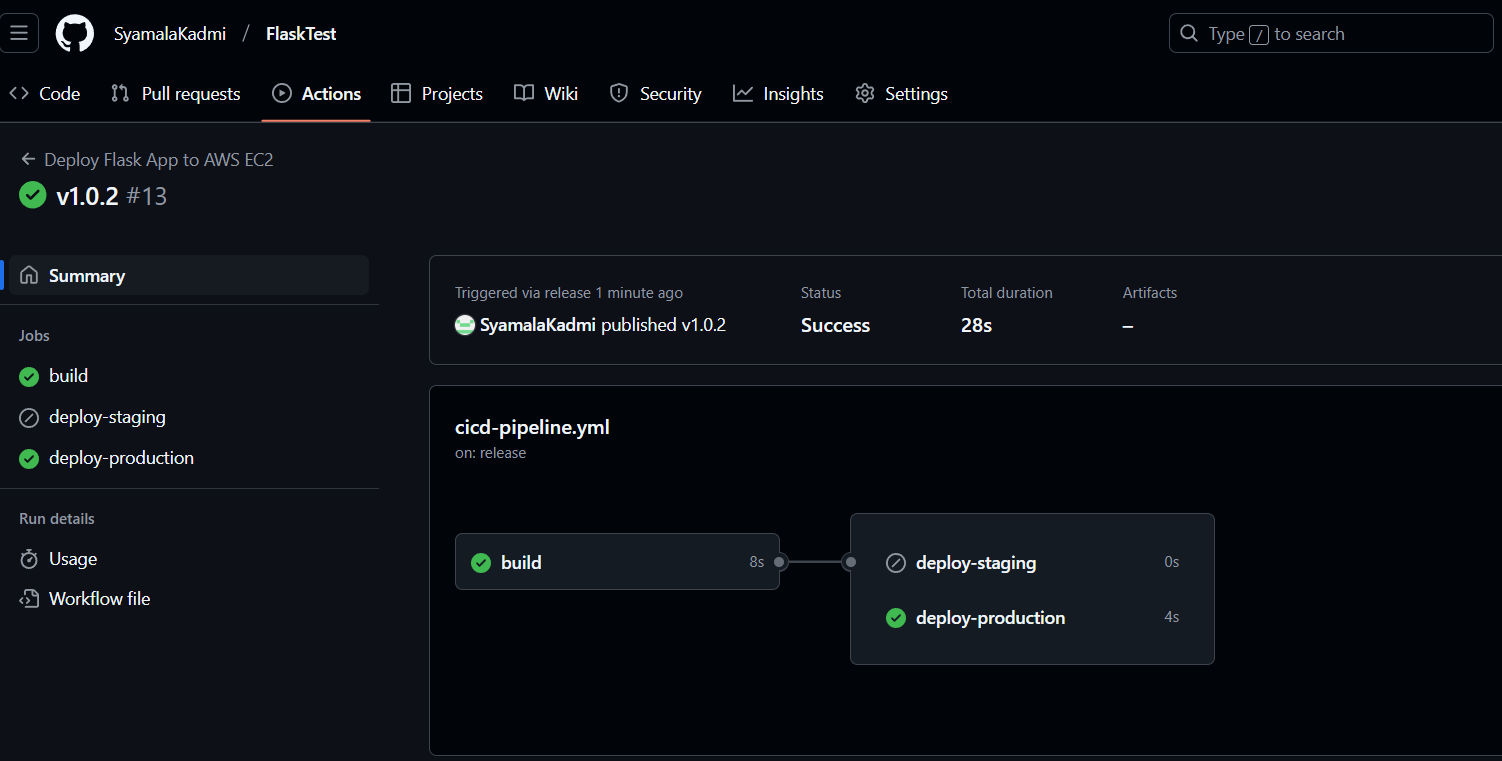 SyamalaKadmi / FlaskTest
Type / to search
Code Pull requests Actions Projects Wiki Security Insights Settings
Deploy Flask App to AWS EC2
v1.0.2 #13
Summary
Jobs
build
deploy-staging
deploy-production
Run details
Usage
Workflow file
Triggered via release 1 minute ago
SyamalaKadmi published v1.0.2
Status
Success
Total duration
28s
Artifacts
–
cicd-pipeline.yml
on: release
build 8s
deploy-staging 0s
deploy-production 4s